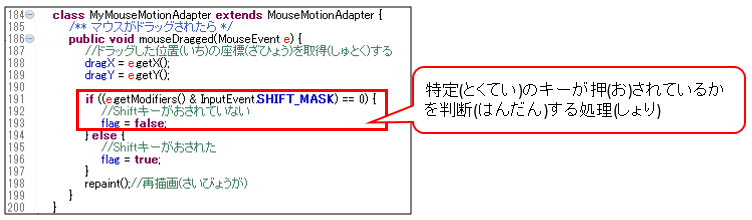 184 class MyMouseMotionAdapter extends MouseMotionAdapter {
185 /** マウスがドラッグされたら */
186 public void mouseDragged(MouseEvent e) {
187 //ドラッグした位置(いち)の座標(ざひょう)を取得(しゅとく)する
188 dragX = e.getX();
189 dragY = e.getY();
190
191 if ((e.getModifiers() & InputEvent.SHIFT_MASK) == 0) {
192 //Shiftキーがおされていない
193 flag = false;
194 } else {
195 //Shiftキーがおされた
196 flag = true;
197 }
198 repaint();//再描画(さいびょうが)
199 }
200 }
特定(とくてい)のキーが押(お)されているか
を判断(はんだん)する処理(しょり)